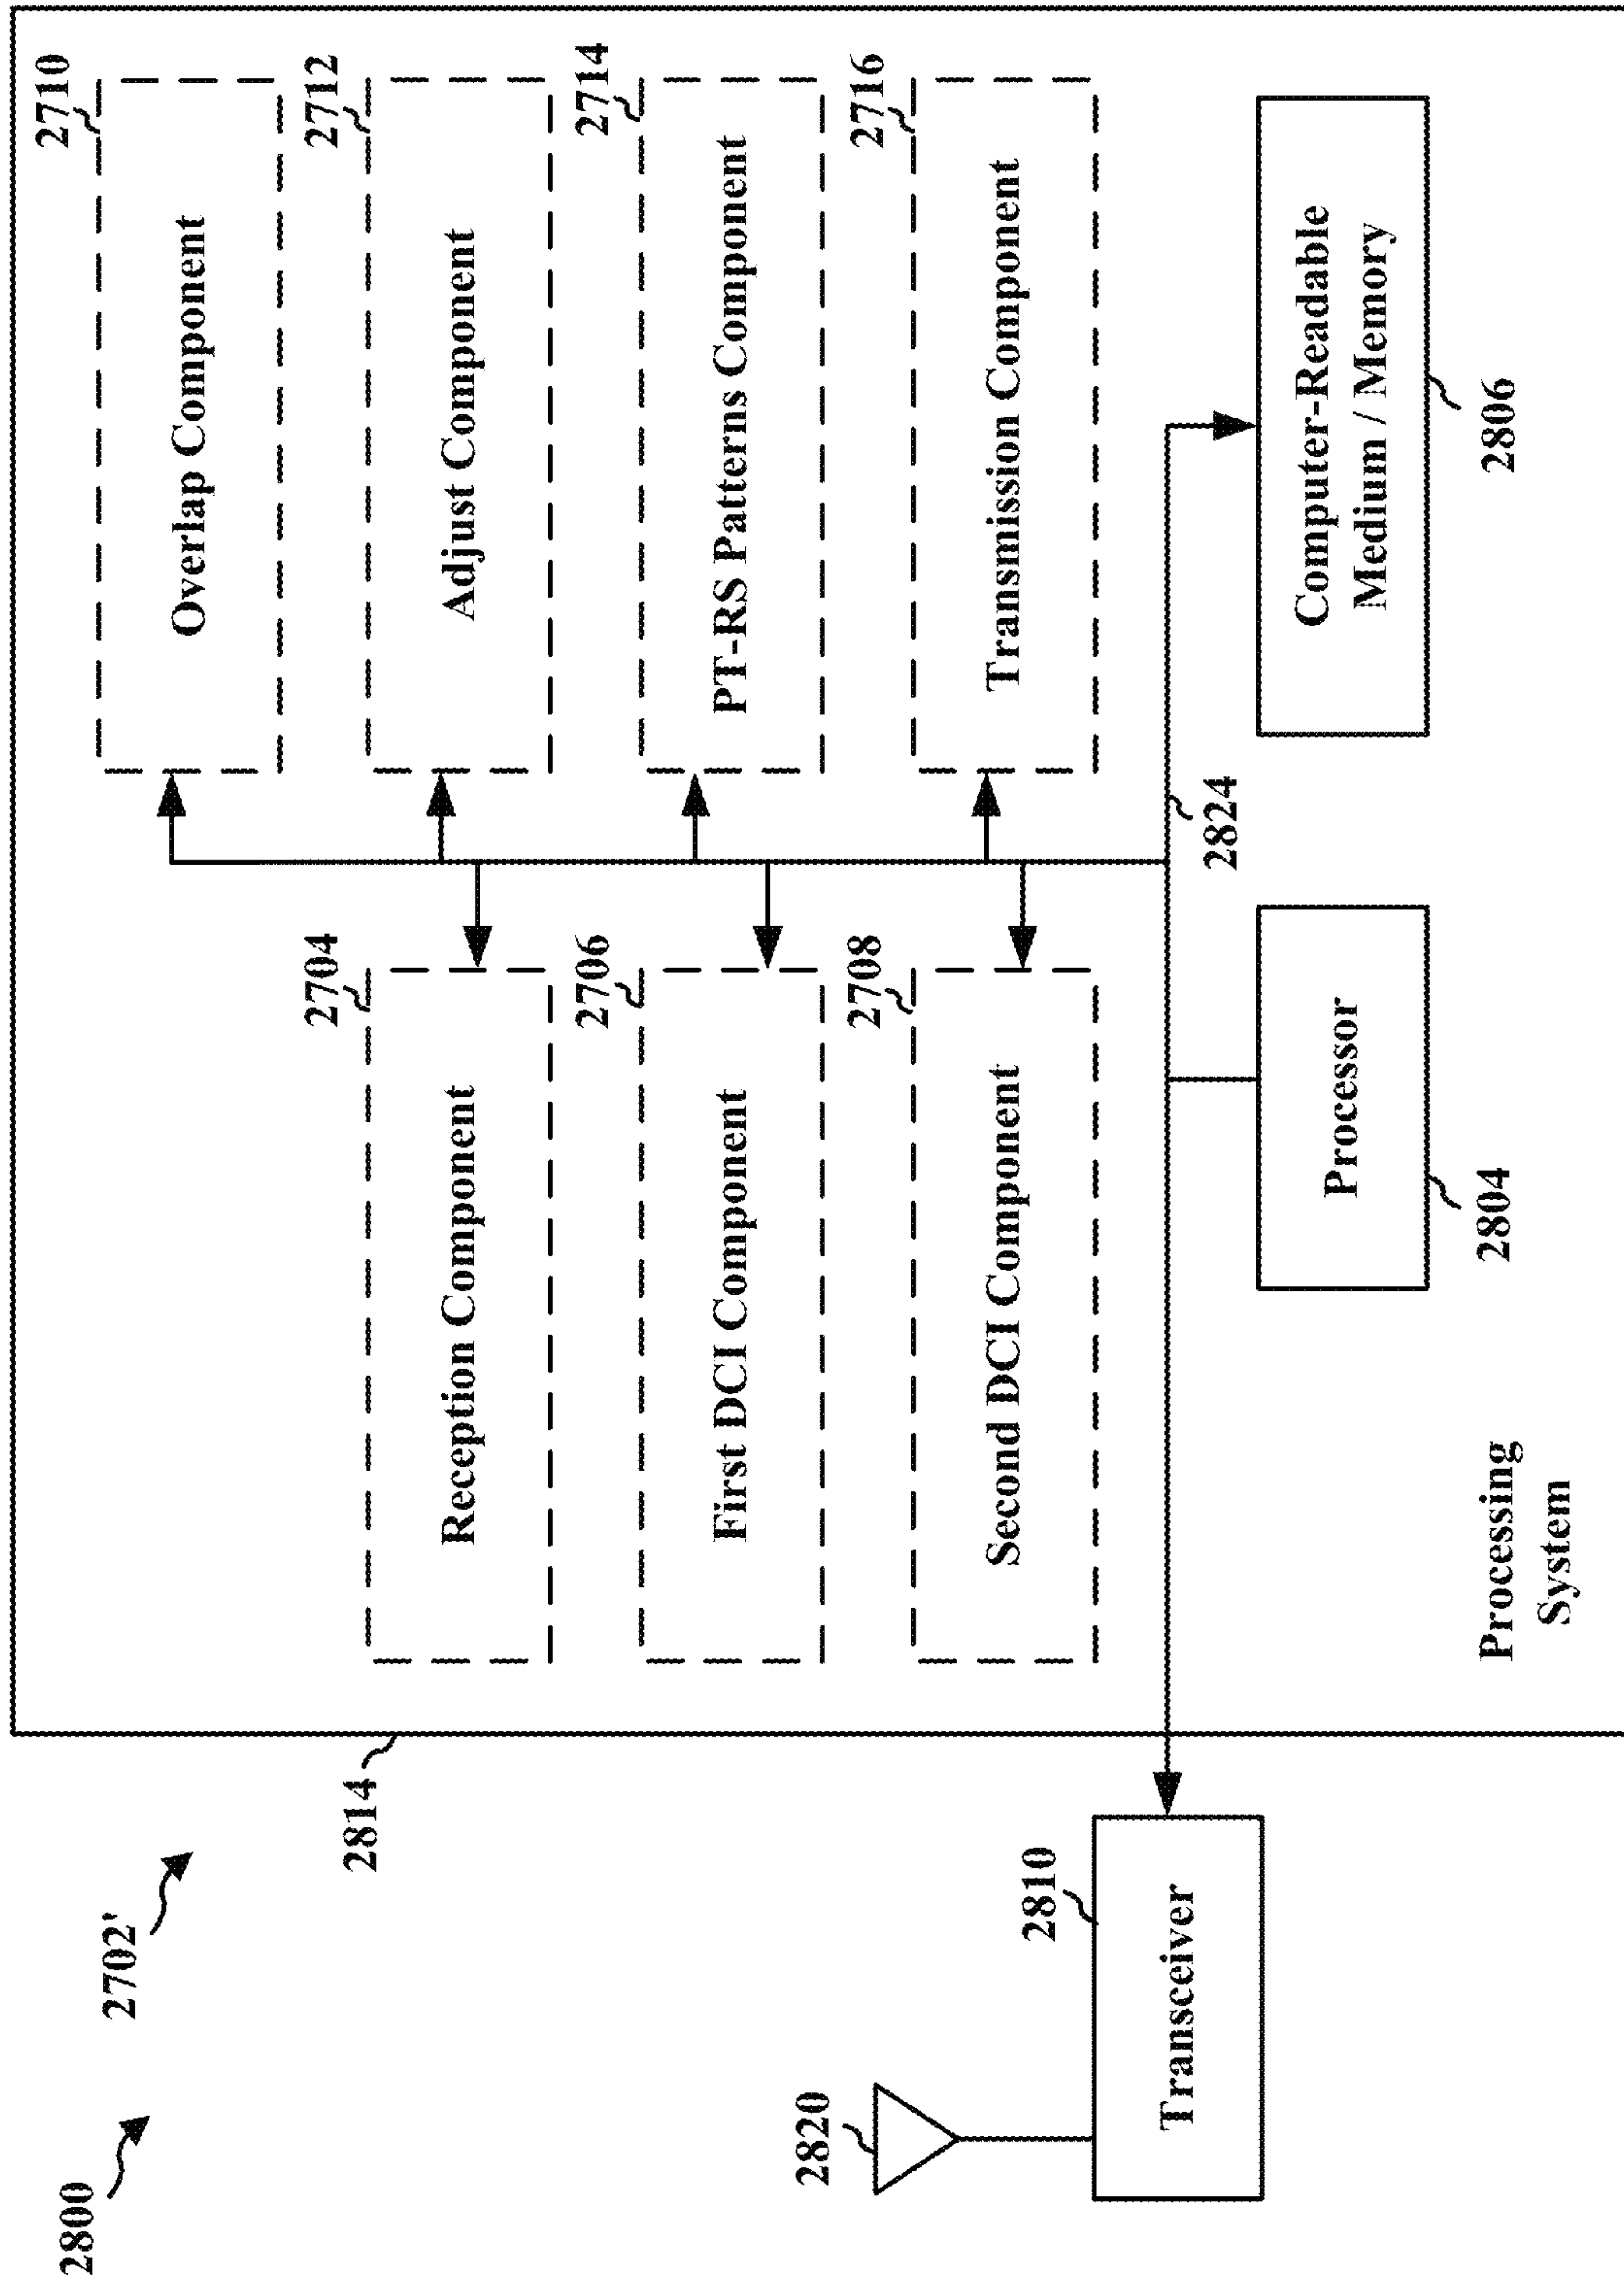 2800
2702'
2814
2710
Overlap Component
2704
Reception Component
2712
Adjust Component
2706
First DCI Component
2714
PT-RS Patterns Component
2708
Second DCI Component
2716
Transmission Component
2820
2810
Transceiver
2824
Processor
2804
Computer-Readable
Medium / Memory
2806
Processing
System